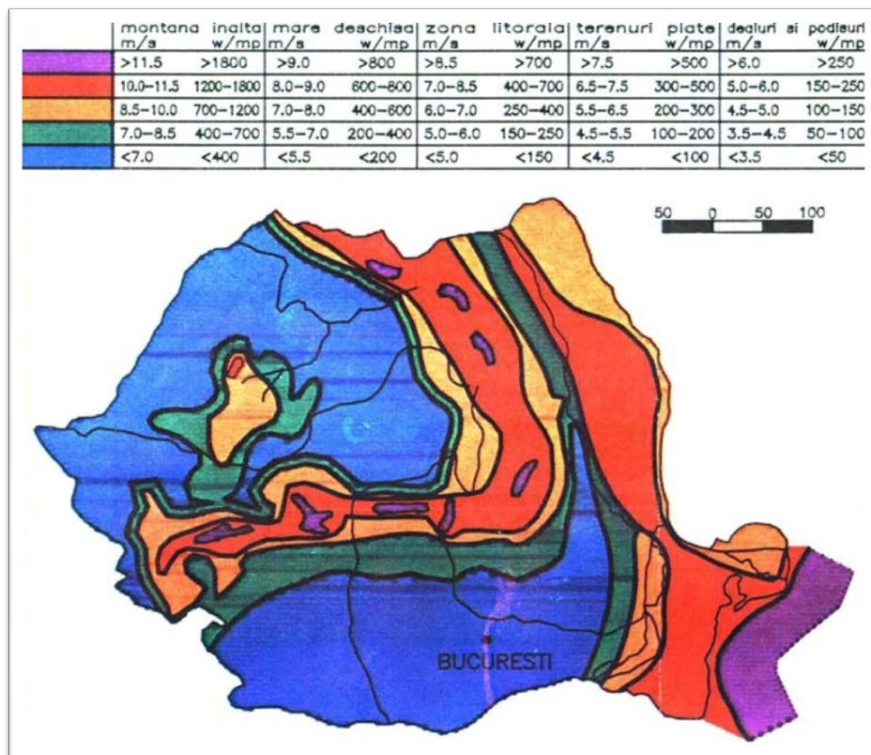 montana inalta mare deschisa zona litorala terenuri plate dealuri si podisuri
m/s w/mp m/s w/mp m/s w/mp m/s w/mp m/s w/mp
>11.5 >1800 >9.0 >800 >8.5 >700 >7.5 >500 >6.0 >250
10.0-11.5 1200-1800 8.0-9.0 600-800 7.0-8.5 400-700 6.5-7.5 300-500 5.0-6.0 150-250
8.5-10.0 700-1200 7.0-8.0 400-600 6.0-7.0 250-400 5.5-6.5 200-300 4.5-5.0 100-150
7.0-8.5 400-700 5.5-7.0 200-400 5.0-6.0 150-250 4.5-5.5 100-200 3.5-4.5 50-100
<7.0 <400 <5.5 <200 <5.0 <150 <4.5 <100 <3.5 <50
50 0 50 100
BUCURESTI